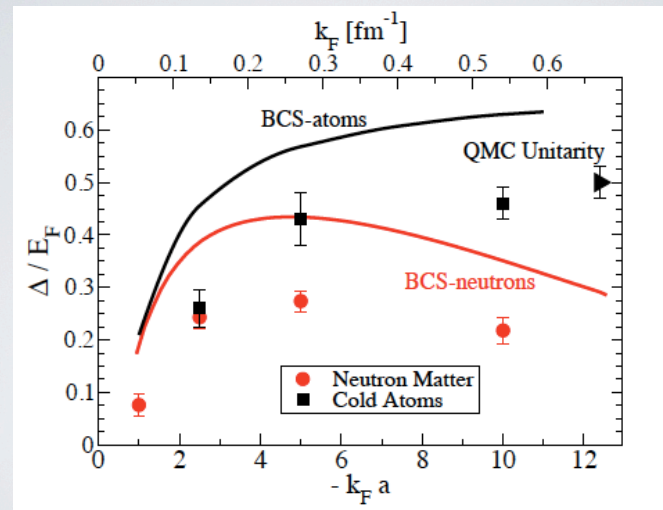 k_F [fm^-1]
0 0.1 0.2 0.3 0.4 0.5 0.6
BCS-atoms
QMC Unitarity
BCS-neutrons
Neutron Matter
Cold Atoms
Δ / E_F
0.6
0.5
0.4
0.3
0.2
0.1
0
0 2 4 6 8 10 12
- k_F a